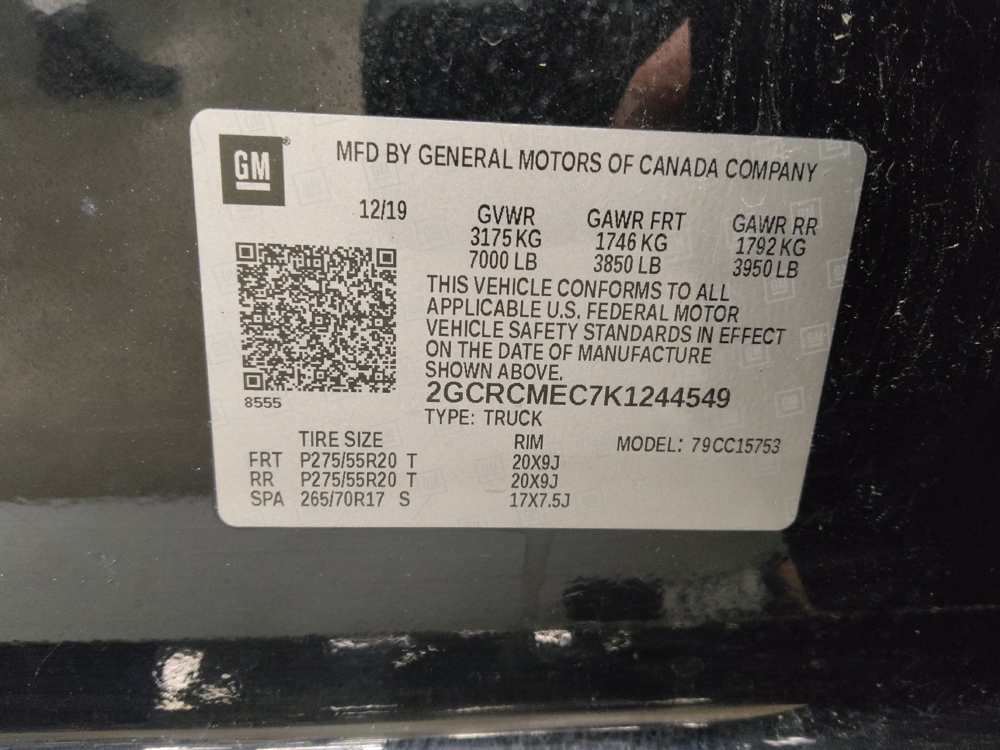 GM ®
MFD BY GENERAL MOTORS OF CANADA COMPANY
12/19 GVWR GAWR FRT GAWR RR
3175 KG 1746 KG 1792 KG
7000 LB 3850 LB 3950 LB
THIS VEHICLE CONFORMS TO ALL
APPLICABLE U.S. FEDERAL MOTOR
VEHICLE SAFETY STANDARDS IN EFFECT
ON THE DATE OF MANUFACTURE
SHOWN ABOVE.
2GCRCMEC7K1244549
8555
TYPE: TRUCK
TIRE SIZE RIM MODEL: 79CC15753
FRT P275/55R20 T 20X9J
RR P275/55R20 T 20X9J
SPA 265/70R17 S 17X7.5J